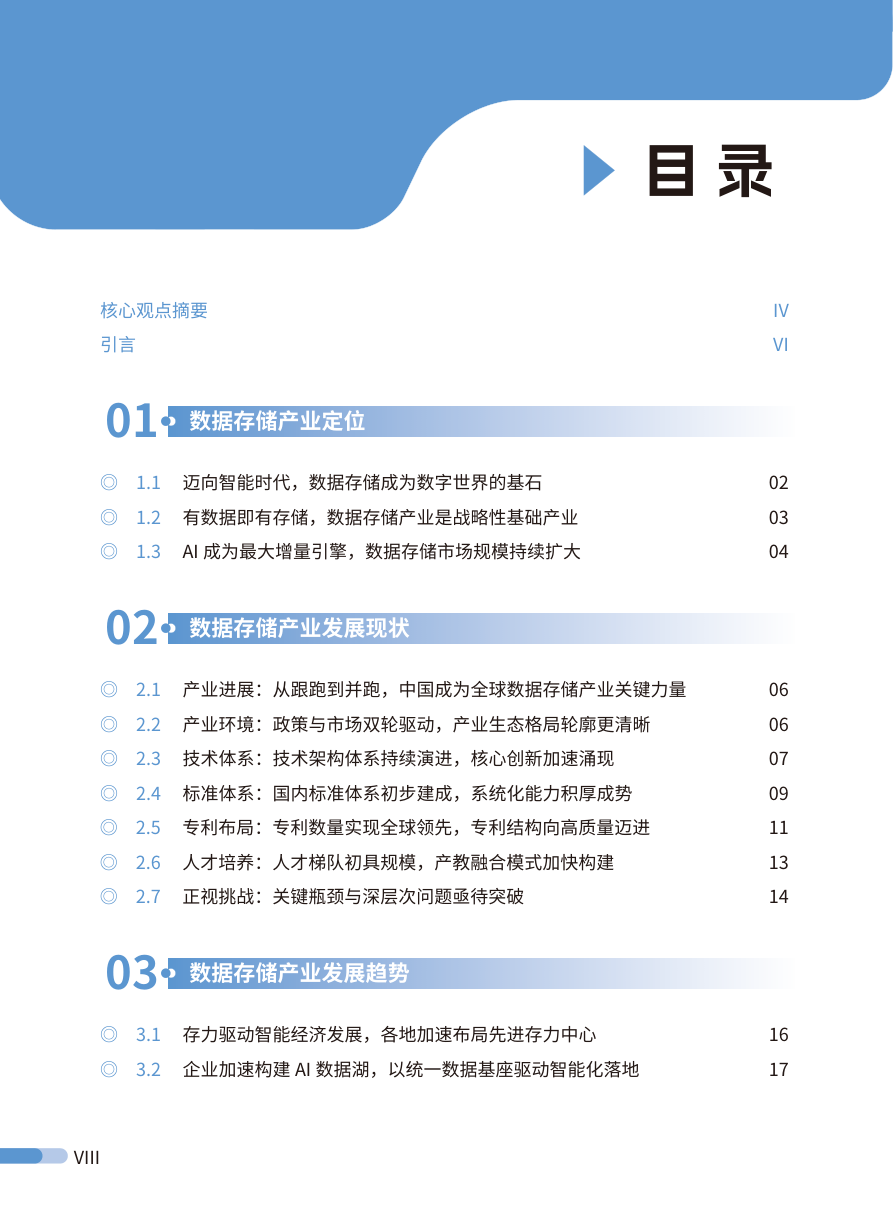 目录
核心观点摘要 IV
引言 VI
01 数据存储产业定位
◎ 1.1 迈向智能时代，数据存储成为数字世界的基石 02
◎ 1.2 有数据即有存储，数据存储产业是战略性基础产业 03
◎ 1.3 AI 成为最大增量引擎，数据存储市场规模持续扩大 04
02 数据存储产业发展现状
◎ 2.1 产业进展：从跟跑到并跑，中国成为全球数据存储产业关键力量 06
◎ 2.2 产业环境：政策与市场双轮驱动，产业生态格局轮廓更清晰 06
◎ 2.3 技术体系：技术架构体系持续演进，核心创新加速涌现 07
◎ 2.4 标准体系：国内标准体系初步建成，系统化能力积厚成势 09
◎ 2.5 专利布局：专利数量实现全球领先，专利结构向高质量迈进 11
◎ 2.6 人才培养：人才梯队初具规模，产教融合模式加快构建 13
◎ 2.7 正视挑战：关键瓶颈与深层次问题亟待突破 14
03 数据存储产业发展趋势
◎ 3.1 存力驱动智能经济发展，各地加速布局先进存力中心 16
◎ 3.2 企业加速构建 AI 数据湖，以统一数据基座驱动智能化落地 17
VIII